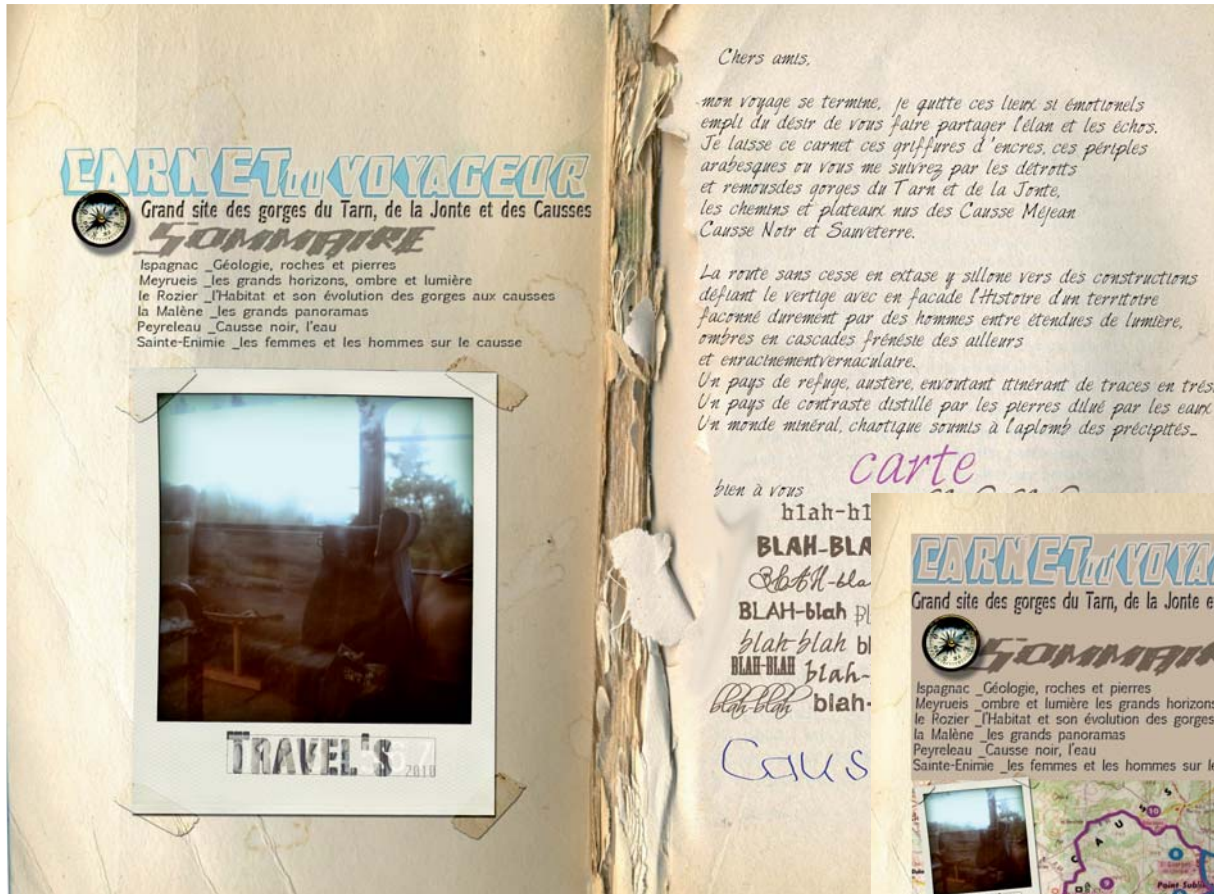 CARNET DU VOYAGEUR
Grand site des gorges du Tarn, de la Jonte et des Causses
SOMMAIRE
Ispagnac _Géologie, roches et pierres
Meyrueis _les grands horizons, ombre et lumière
le Rozier _l'Habitat et son évolution des gorges aux causses
la Malène _les grands panoramas
Peyreleau _Causse noir, l'eau
Sainte-Enimie _les femmes et les hommes sur le causse
TRAVEL'S
2010
Chers amis,
mon voyage se termine, je quitte ces lieux si émotionels
empli du désir de vous faire partager l'élan et les échos.
Je laisse ce carnet ces griffures d'encres, ces périples
arabesques ou vous me suivrez par les détroits
et remousdes gorges du Tarn et de la Jonte,
les chemins et plateaux nus des Causse Méjean
Causse Noir et Sauveterre.
La route sans cesse en extase y sillone vers des constructions
défiant le vertige avec en facade l'Histoire dun territoire
faconné durement par des hommes entre étendues de lumière,
ombres en cascades frénésie des ailleurs
et enracinementvernaculaire.
Un pays de refuge, austère, envoutant itinérant de traces en
Un pays de contraste distillé par les pierres dilué par les eaux
Un monde minéral, chaotique soumis à l'aplomb des précipités_
carte
bien à vous
blah-
BLAH-
BLAH-
BLAH-blah
blah-blah
BLAH-BLAH blah-
blah-blah blah-
CARNET DU
Grand site des gorges du Tarn, de la Jonte
Ispagnac _Géologie, roches et pierres
Meyrueis _ombre et lumière les grands horizons
le Rozier _l'Habitat et son évolution des gorges
la Malène _les grands panoramas
Peyreleau _Causse noir, l'eau
Sainte-Enimie _les femmes et les hommes sur
C A U S S
10
8
Point